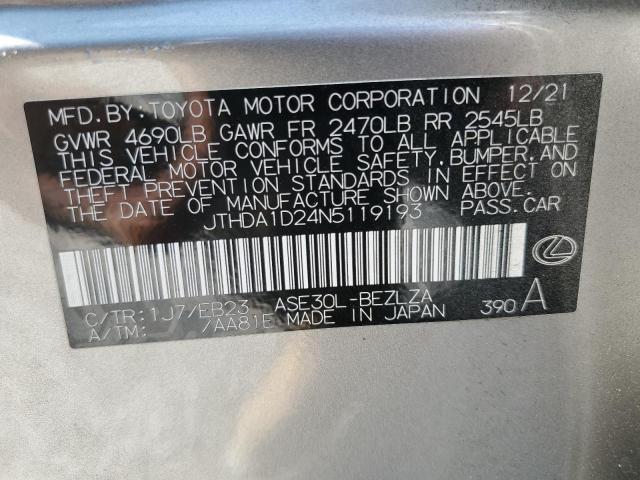 MFD.BY:TOYOTA MOTOR CORPORATION 12/21
GVWR 4690LB GAWR FR 2470LB RR 2545LB
THIS VEHICLE CONFORMS TO ALL APPLICABLE
FEDERAL MOTOR VEHICLE SAFETY,BUMPER,AND
THEFT PREVENTION STANDARDS IN EFFECT ON
THE DATE OF MANUFACTURE SHOWN ABOVE.
JTHDA1D24N5119193 PASS.CAR
C/TR:1J7/EB23 ASE30L-BEZLZA
A/TM: /AA81E MADE IN JAPAN 390 A